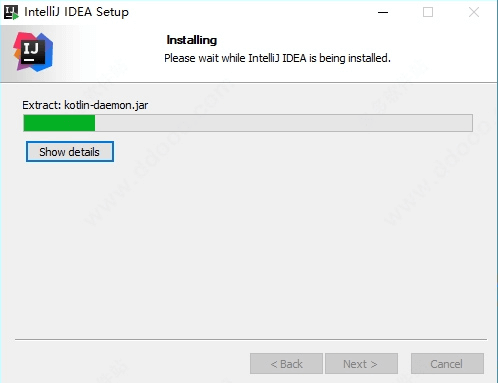 IntelliJ IDEA Setup
IJ
Installing
Please wait while IntelliJ IDEA is being installed.
Extract: kotlin-daemon.jar
Show details
< Back
Next >
Cancel